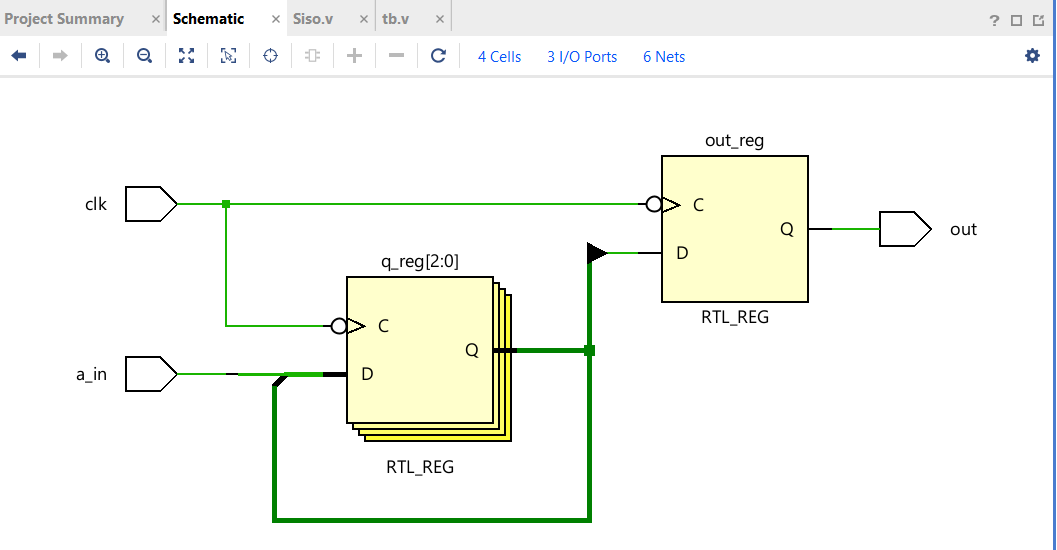 Project Summary × Schematic × Siso.v × tb.v ×
?
4 Cells 3 I/O Ports 6 Nets
out_reg
clk
C
Q
out
D
q_reg[2:0]
RTL_REG
C
Q
a_in
D
RTL_REG